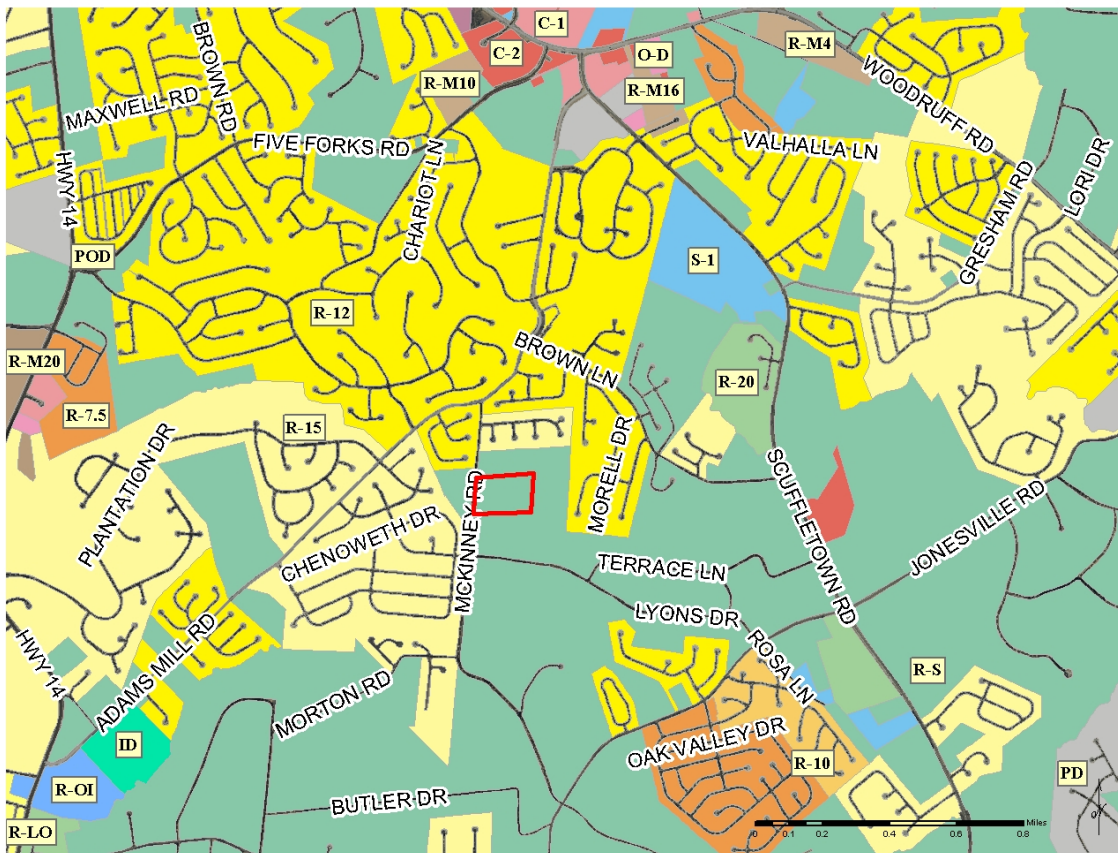 C-1
C-2
O-D
R-M4
R-M10
R-M16
BROWN RD
MAXWELL RD
FIVE FORKS RD
CHARIOT LN
HWY 14
WOODRUFF RD
VALHALLA LN
GRESHAM RD
LORI DR
POD
S-1
R-12
BROWN LN
R-M20
R-20
R-7.5
R-15
MORELL DR
PLANTATION DR
CHENOWETH DR
MCKINNEY RD
SCUFFLETOWN RD
JONESVILLE RD
TERRACE LN
LYONS DR
ROSA LN
R-S
HWY 14
ADAMS MILL RD
MORTON RD
ID
OAK VALLEY DR
R-10
R-OI
PD
BUTLER DR
R-LO
Miles
0 0.1 0.2 0.4 0.6 0.8